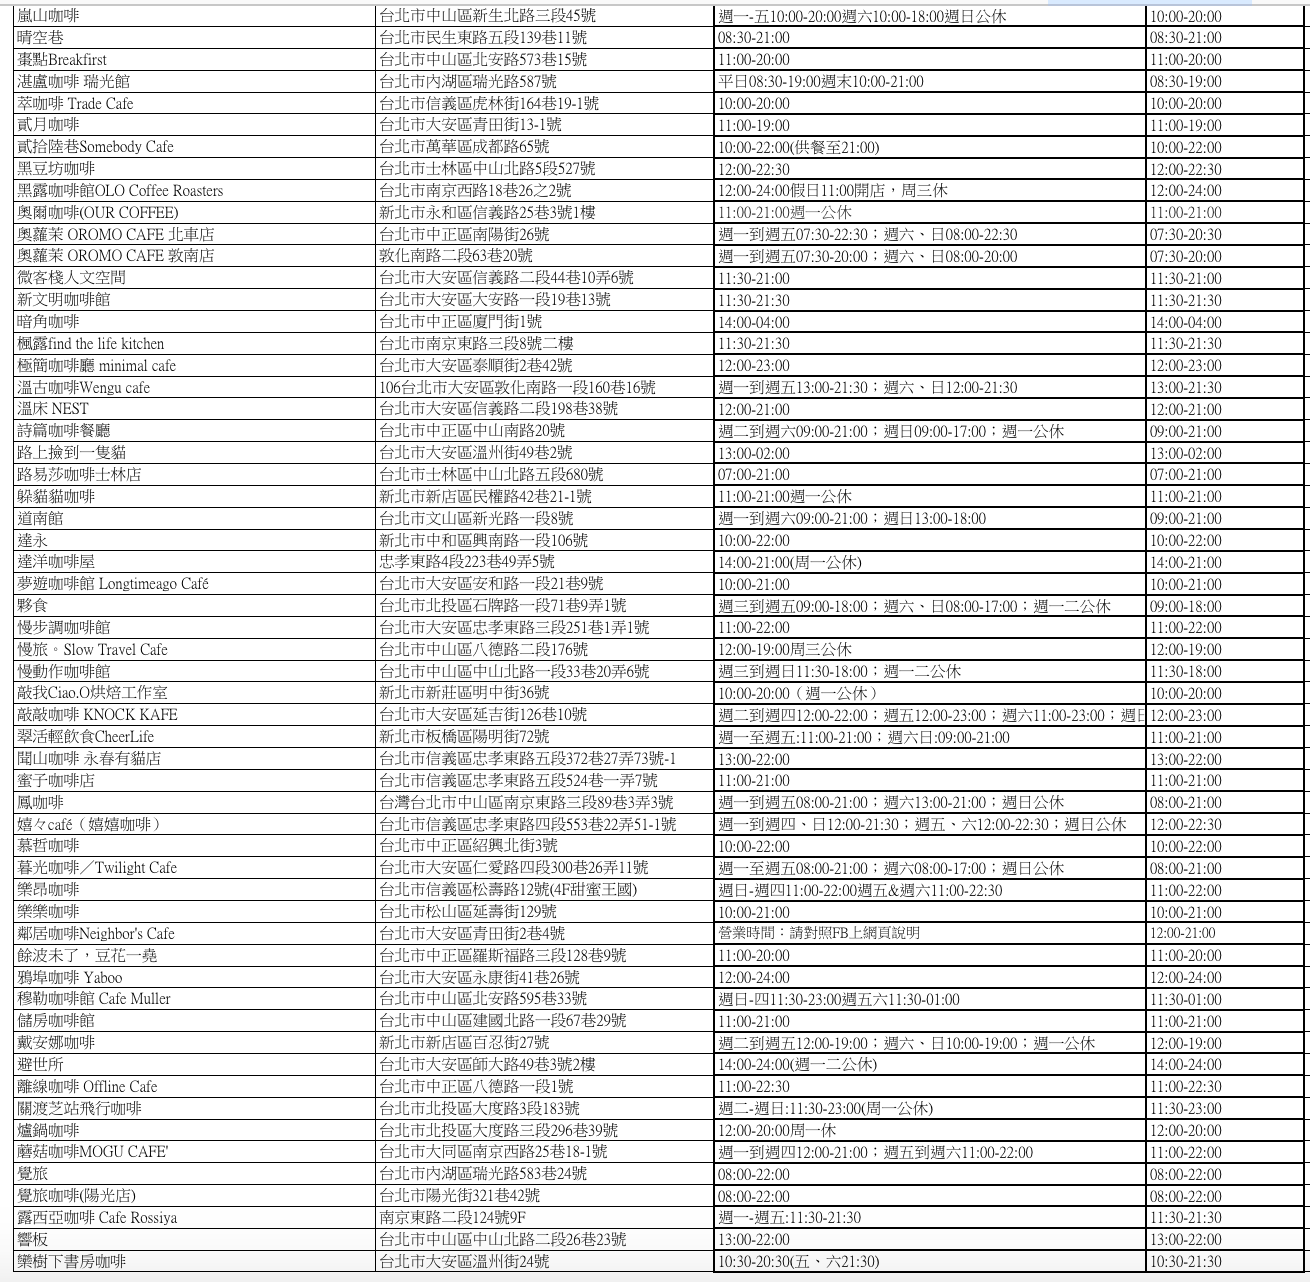 嵐山咖啡 台北市中山區新生北路三段45號 週一-五10:00-20:00週六10:00-18:00週日公休 10:00-20:00
晴空巷 台北市民生東路五段139巷11號 08:30-21:00 08:30-21:00
棗點Breakfirst 台北市中山區北安路573巷15號 11:00-20:00 11:00-20:00
湛盧咖啡 瑞光館 台北市內湖區瑞光路587號 平日08:30-19:00週末10:00-21:00 08:30-19:00
萃咖啡 Trade Cafe 台北市信義區虎林街164巷19-1號 10:00-20:00 10:00-20:00
貳月咖啡 台北市大安區青田街13-1號 11:00-19:00 11:00-19:00
貳拾陸巷Somebody Cafe 台北市萬華區成都路65號 10:00-22:00(供餐至21:00) 10:00-22:00
黑豆坊咖啡 台北市士林區中山北路5段527號 12:00-22:30 12:00-22:30
黑露咖啡館OLO Coffee Roasters 台北市南京西路18巷26之2號 12:00-24:00假日11:00開店，周三休 12:00-24:00
奧爾咖啡(OUR COFFEE) 新北市永和區信義路25巷3號1樓 11:00-21:00週一公休 11:00-21:00
奧蘿茉 OROMO CAFE 北車店 台北市中正區南陽街26號 週一到週五07:30-22:30；週六、日08:00-22:30 07:30-20:30
奧蘿茉 OROMO CAFE 敦南店 敦化南路二段63巷20號 週一到週五07:30-20:00；週六、日08:00-20:00 07:30-20:00
微客棧人文空間 台北市大安區信義路二段44巷10弄6號 11:30-21:00 11:30-21:00
新文明咖啡館 台北市大安區大安路一段19巷13號 11:30-21:30 11:30-21:30
暗角咖啡 台北市中正區廈門街1號 14:00-04:00 14:00-04:00
楓露find the life kitchen 台北市南京東路三段8號二樓 11:30-21:30 11:30-21:30
極簡咖啡廳 minimal cafe 台北市大安區泰順街2巷42號 12:00-23:00 12:00-23:00
溫古咖啡Wengu cafe 106台北市大安區敦化南路一段160巷16號 週一到週五13:00-21:30；週六、日12:00-21:30 13:00-21:30
溫床 NEST 台北市大安區信義路二段198巷38號 12:00-21:00 12:00-21:00
詩篇咖啡餐廳 台北市中正區中山南路20號 週二到週六09:00-21:00；週日09:00-17:00；週一公休 09:00-21:00
路上撿到一隻貓 台北市大安區溫州街49巷2號 13:00-02:00 13:00-02:00
路易莎咖啡士林店 台北市士林區中山北路五段680號 07:00-21:00 07:00-21:00
躲貓貓咖啡 新北市新店區民權路42巷21-1號 11:00-21:00週一公休 11:00-21:00
道南館 台北市文山區新光路一段8號 週一到週六09:00-21:00；週日13:00-18:00 09:00-21:00
達永 新北市中和區興南路一段106號 10:00-22:00 10:00-22:00
達洋咖啡屋 忠孝東路4段223巷49弄5號 14:00-21:00(周一公休) 14:00-21:00
夢遊咖啡館 Longtimeago Café 台北市大安區安和路一段21巷9號 10:00-21:00 10:00-21:00
夥食 台北市北投區石牌路一段71巷9弄1號 週三到週五09:00-18:00；週六、日08:00-17:00；週一二公休 09:00-18:00
慢步調咖啡館 台北市大安區忠孝東路三段251巷1弄1號 11:00-22:00 11:00-22:00
慢旅。Slow Travel Cafe 台北市中山區八德路二段176號 12:00-19:00周三公休 12:00-19:00
慢動作咖啡館 台北市中山區中山北路一段33巷20弄6號 週三到週日11:30-18:00；週一二公休 11:30-18:00
敲我Ciao.O烘焙工作室 新北市新莊區明中街36號 10:00-20:00（週一公休） 10:00-20:00
敲敲咖啡 KNOCK KAFE 台北市大安區延吉街126巷10號 週二到週四12:00-22:00；週五12:00-23:00；週六11:00-23:00；週日 12:00-23:00
翠活輕飲食CheerLife 新北市板橋區陽明街72號 週一至週五:11:00-21:00；週六日:09:00-21:00 11:00-21:00
聞山咖啡 永春有貓店 台北市信義區忠孝東路五段372巷27弄73號-1 13:00-22:00 13:00-22:00
蜜子咖啡店 台北市信義區忠孝東路五段524巷一弄7號 11:00-21:00 11:00-21:00
鳳咖啡 台灣台北市中山區南京東路三段89巷3弄3號 週一到週五08:00-21:00；週六13:00-21:00；週日公休 08:00-21:00
嬉々café（嬉嬉咖啡） 台北市信義區忠孝東路四段553巷22弄51-1號 週一到週四、日12:00-21:30；週五、六12:00-22:30；週日公休 12:00-22:30
慕哲咖啡 台北市中正區紹興北街3號 10:00-22:00 10:00-22:00
暮光咖啡／Twilight Cafe 台北市大安區仁愛路四段300巷26弄11號 週一至週五08:00-21:00；週六08:00-17:00；週日公休 08:00-21:00
樂昂咖啡 台北市信義區松壽路12號(4F甜蜜王國) 週日-週四11:00-22:00週五&週六11:00-22:30 11:00-22:00
樂樂咖啡 台北市松山區延壽街129號 10:00-21:00 10:00-21:00
鄰居咖啡Neighbor's Cafe 台北市大安區青田街2巷4號 營業時間：請對照FB上網頁說明 12:00-21:00
餘波未了，豆花一堯 台北市中正區羅斯福路三段128巷9號 11:00-20:00 11:00-20:00
鴉埠咖啡 Yaboo 台北市大安區永康街41巷26號 12:00-24:00 12:00-24:00
穆勒咖啡館 Cafe Muller 台北市中山區北安路595巷33號 週日-四11:30-23:00週五六11:30-01:00 11:30-01:00
儲房咖啡館 台北市中山區建國北路一段67巷29號 11:00-21:00 11:00-21:00
戴安娜咖啡 新北市新店區百忍街27號 週二到週五12:00-19:00；週六、日10:00-19:00；週一公休 12:00-19:00
避世所 台北市大安區師大路49巷3號2樓 14:00-24:00(週一二公休) 14:00-24:00
離線咖啡 Offline Cafe 台北市中正區八德路一段1號 11:00-22:30 11:00-22:30
關渡芝站飛行咖啡 台北市北投區大度路3段183號 週二-週日:11:30-23:00(周一公休) 11:30-23:00
爐鍋咖啡 台北市北投區大度路三段296巷39號 12:00-20:00周一休 12:00-20:00
蘑菇咖啡MOGU CAFE' 台北市大同區南京西路25巷18-1號 週一到週四12:00-21:00；週五到週六11:00-22:00 11:00-22:00
覺旅 台北市內湖區瑞光路583巷24號 08:00-22:00 08:00-22:00
覺旅咖啡(陽光店) 台北市陽光街321巷42號 08:00-22:00 08:00-22:00
露西亞咖啡 Cafe Rossiya 南京東路二段124號9F 週一-週五:11:30-21:30 11:30-21:30
響板 台北市中山區中山北路二段26巷23號 13:00-22:00 13:00-22:00
欒樹下書房咖啡 台北市大安區溫州街24號 10:30-20:30(五、六21:30) 10:30-21:30